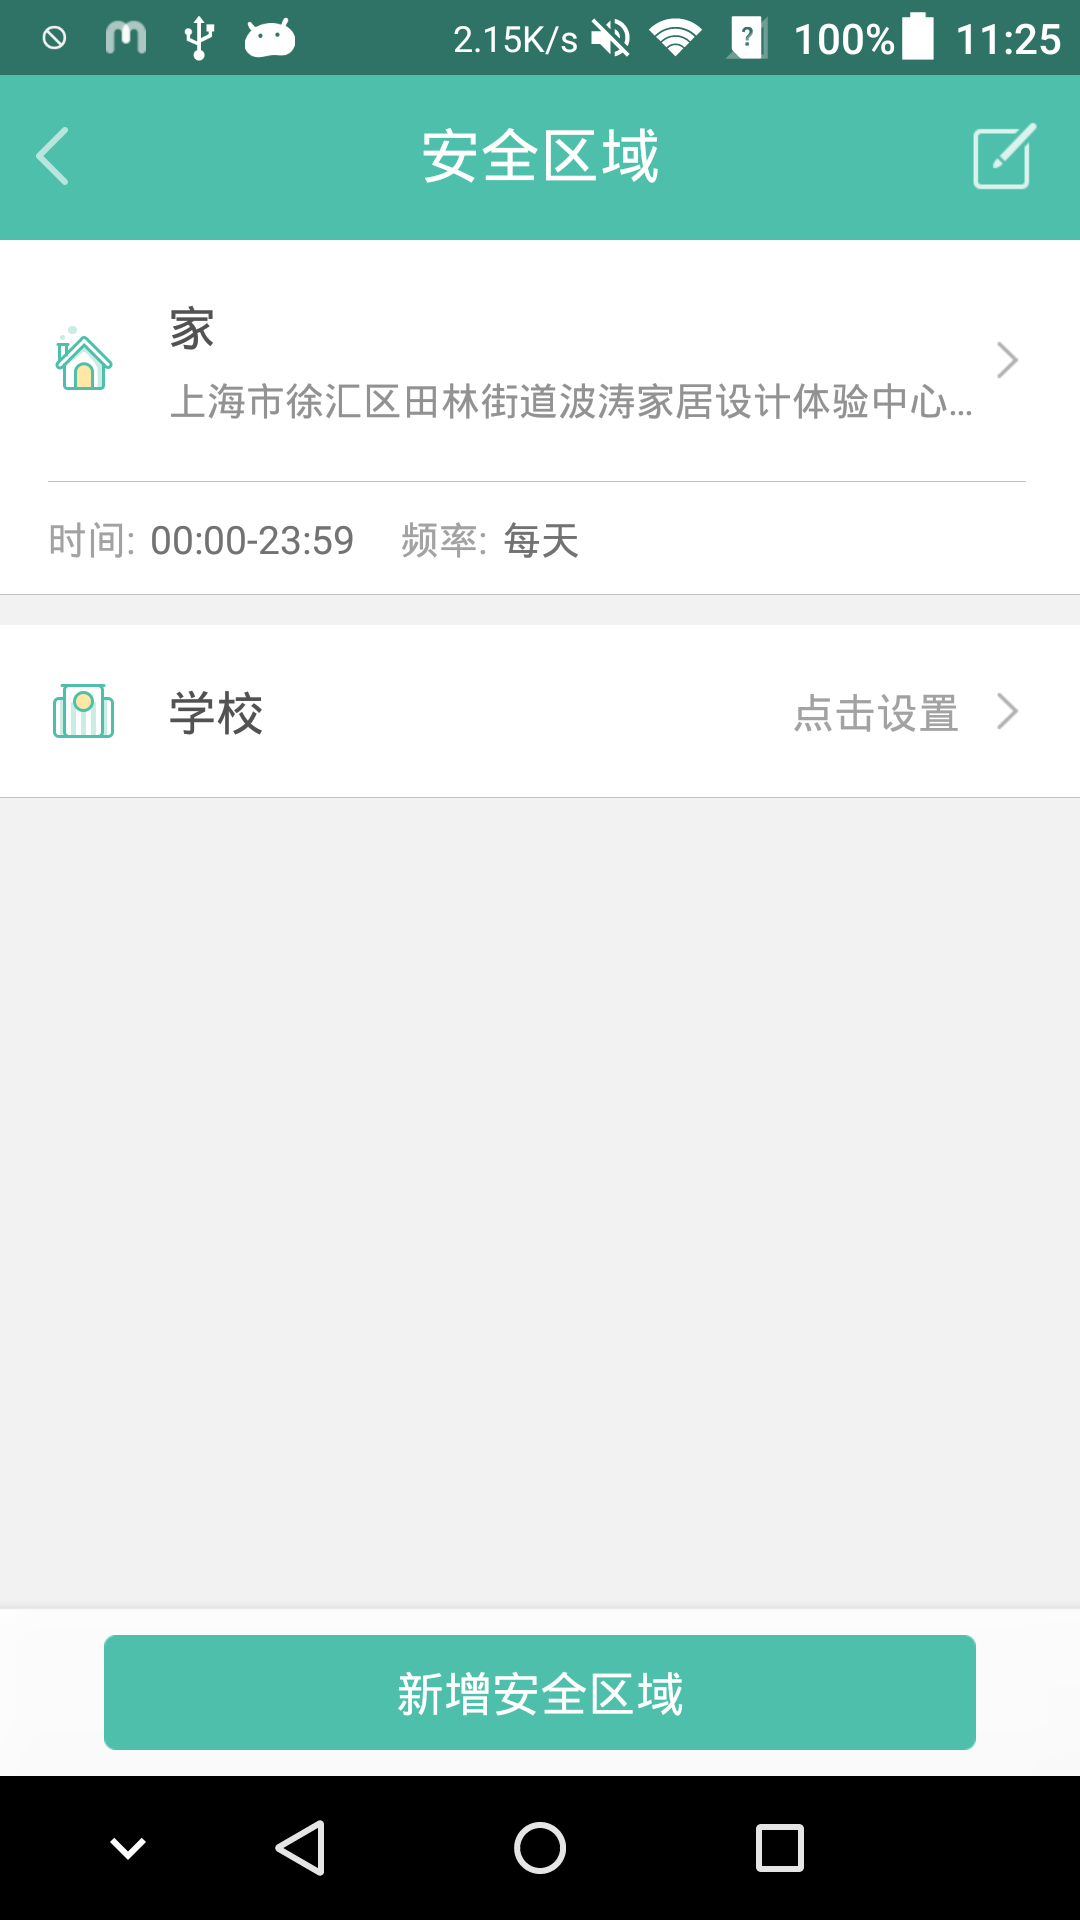 2.15K/s 100% 11:25
安全区域
家
上海市徐汇区田林街道波涛家居设计体验中心...
时间: 00:00-23:59 频率: 每天
学校 点击设置
新增安全区域